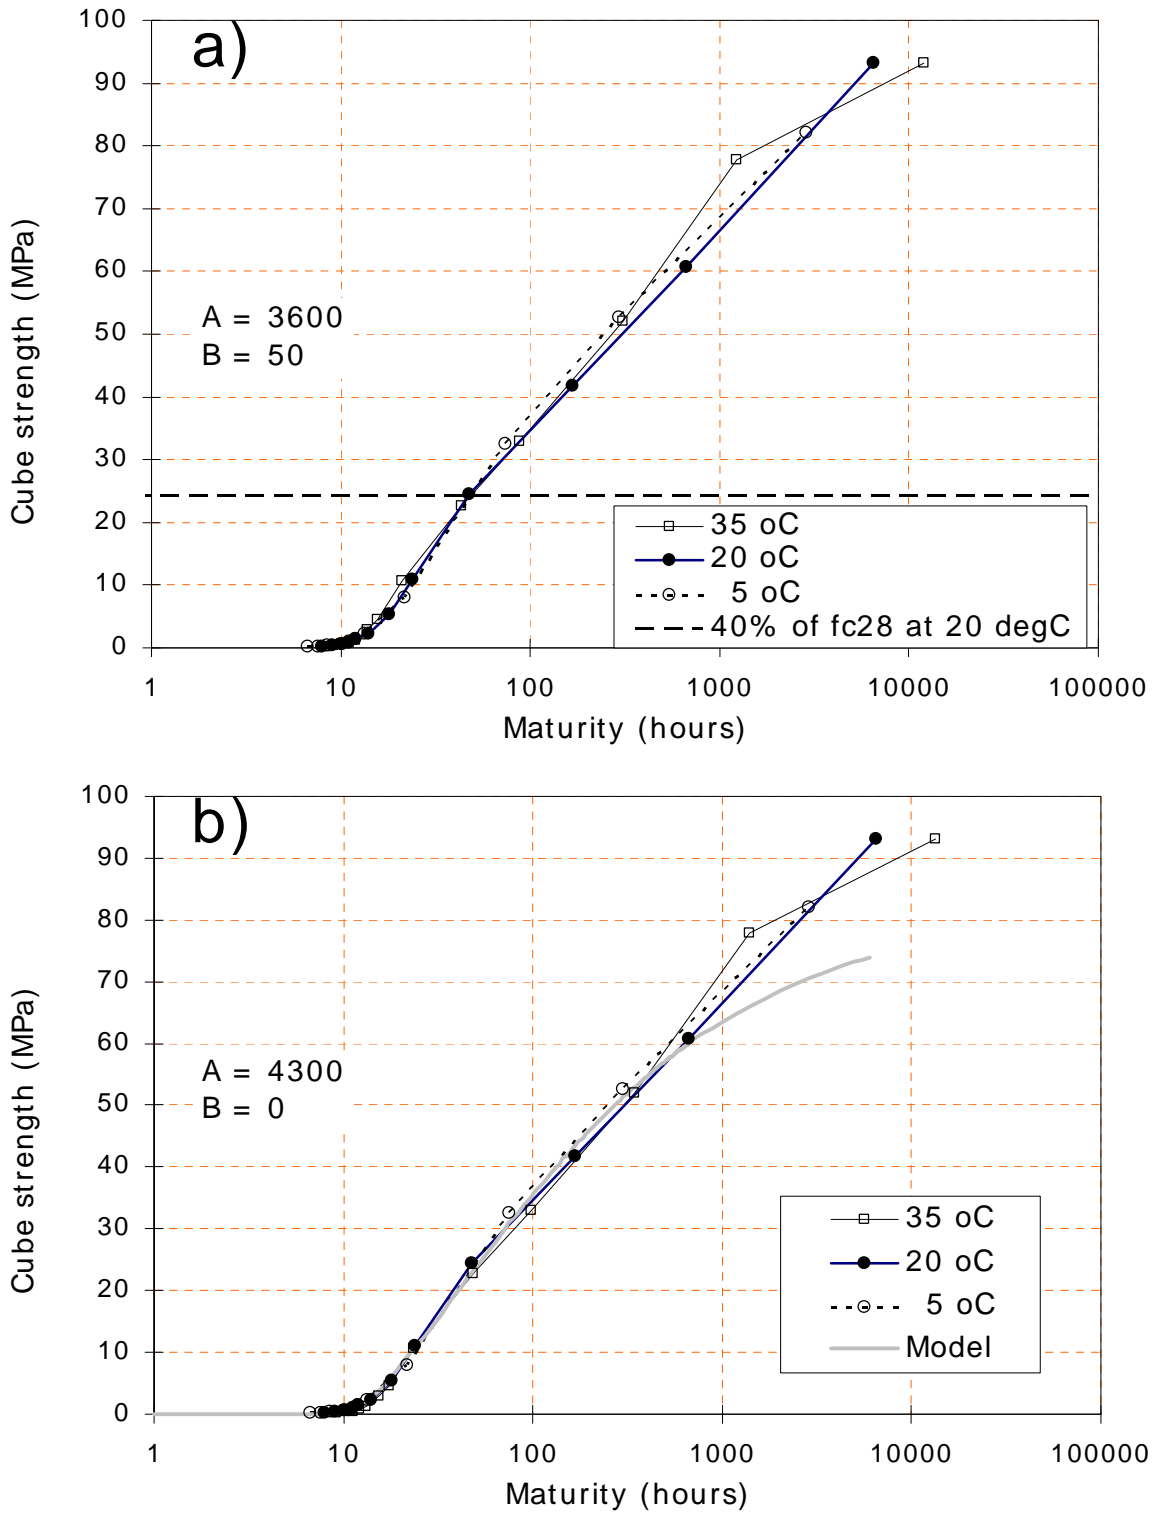 a)
100
90
80
70
60
50
40
30
20
10
0
Cube strength (MPa)
A = 3600
B = 50
35 oC
20 oC
5 oC
40% of fc28 at 20 degC
1 10 100 1000 10000 100000
Maturity (hours)
b)
100
90
80
70
60
50
40
30
20
10
0
Cube strength (MPa)
A = 4300
B = 0
35 oC
20 oC
5 oC
Model
1 10 100 1000 10000 100000
Maturity (hours)